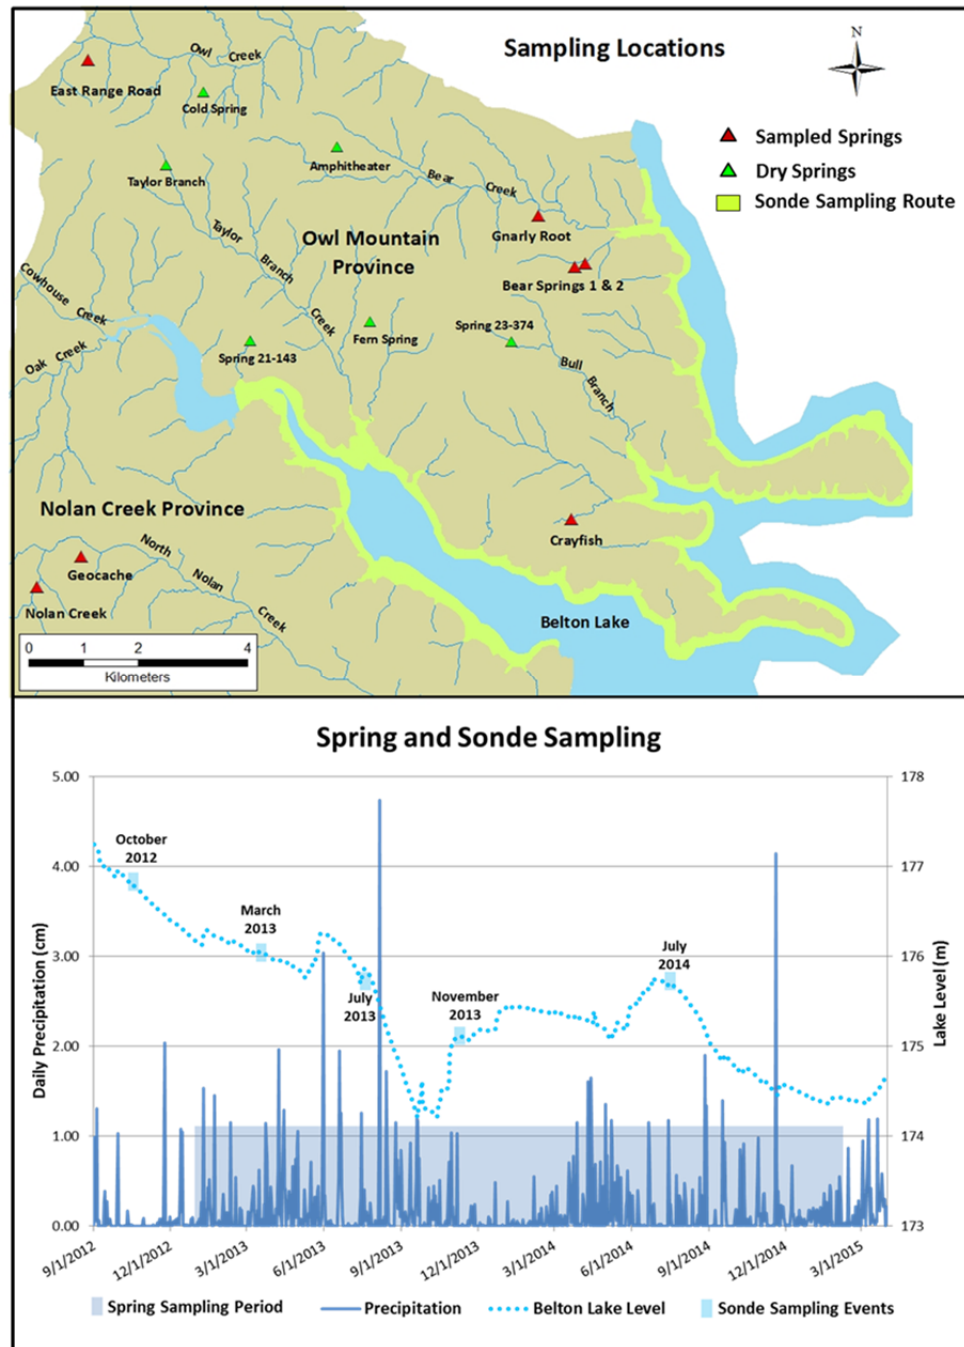 Sampling Locations
N
Owl Creek
East Range Road
Cold Spring
Sampled Springs
Dry Springs
Sonde Sampling Route
Amphitheater
Taylor Branch
Bear Creek
Gnarly Root
Taylor Branch Creek
Owl Mountain
Province
Bear Springs 1 & 2
Cowhouse Creek
Fern Spring
Spring 23-374
Oak Creek
Spring 21-143
Bull Branch
Nolan Creek Province
Crayfish
North Nolan Creek
Geocache
Nolan Creek
Belton Lake
0 1 2 4
Kilometers
Spring and Sonde Sampling
5.00
4.00
3.00
2.00
1.00
0.00
Daily Precipitation (cm)
178
177
176
175
174
173
Lake Level (m)
October
2012
March
2013
July
2013
November
2013
July
2014
9/1/2012 12/1/2012 3/1/2013 6/1/2013 9/1/2013 12/1/2013 3/1/2014 6/1/2014 9/1/2014 12/1/2014 3/1/2015
Spring Sampling Period Precipitation Belton Lake Level Sonde Sampling Events